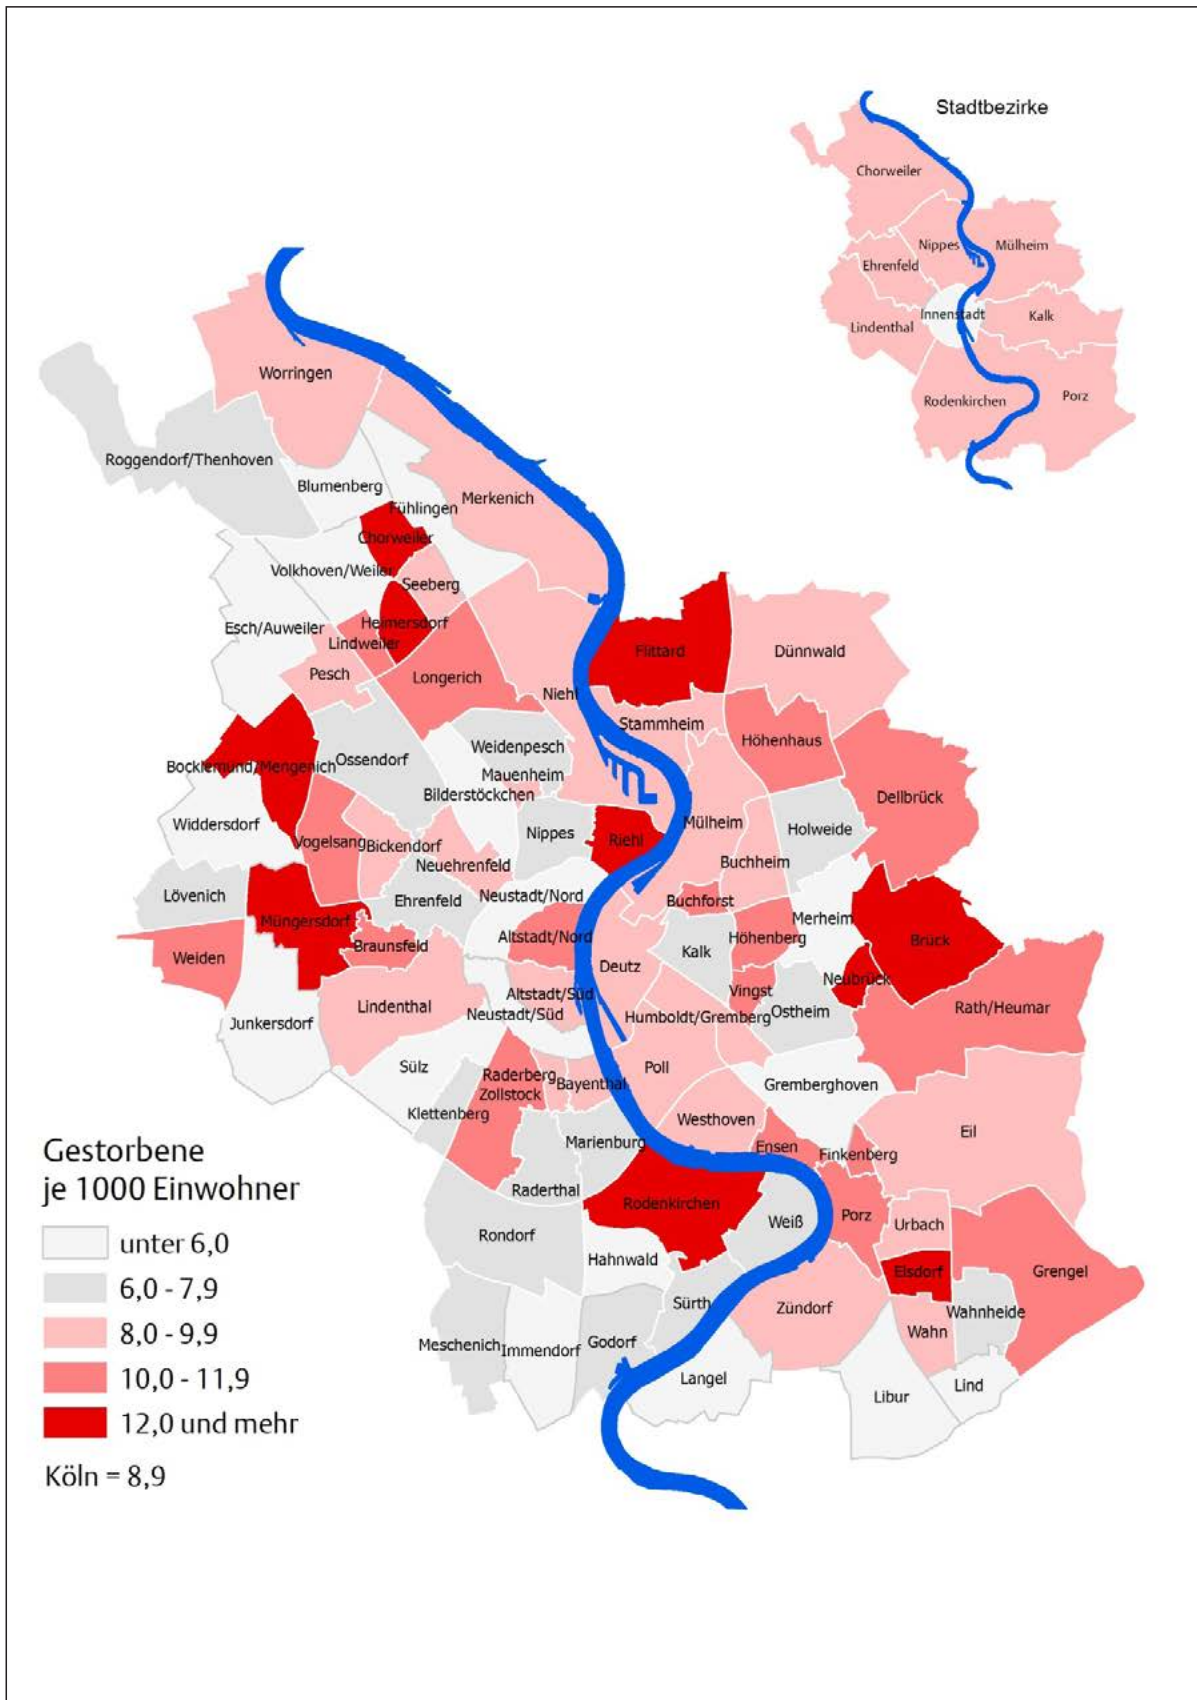 Stadtbezirke
Chorweiler
Nippes
Mülheim
Ehrenfeld
Innenstadt
Kalk
Lindenthal
Rodenkirchen
Porz
Worringen
Roggendorf/Thenhoven
Blumenberg
Merkenich
Fühlingen
Chorweiler
Volkhoven/Weiler
Seeberg
Esch/Auweiler
Heimersdorf
Lindweiler
Flittard
Dünnwald
Pesch
Longerich
Niehl
Stammheim
Höhenhaus
Weidenpesch
Ossendorf
Bocklemünd/Mengenich
Mauenheim
Bilderstöckchen
Dellbrück
Widdersdorf
Mülheim
Holweide
Nippes
Riehl
Vogelsang
Bickendorf
Buchheim
Neuehrenfeld
Lövenich
Ehrenfeld
Neustadt/Nord
Buchforst
Müngersdorf
Merheim
Altstadt/Nord
Höhenberg
Brück
Braunsfeld
Kalk
Weiden
Deutz
Neubrück
Vingst
Altstadt/Süd
Lindenthal
Rath/Heumar
Neustadt/Süd
Humboldt/Gremberg
Ostheim
Junkersdorf
Sülz
Poll
Raderberg
Bayenthal
Gremberghoven
Zollstock
Klettenberg
Westhoven
Eil
Marienburg
Ensen
Finkenberg
Raderthal
Rodenkirchen
Porz
Weiß
Urbach
Rondorf
Hahnwald
Elsdorf
Grengel
Sürth
Zündorf
Wahnheide
Wahn
Meschenich
Immendorf
Godorf
Langel
Lind
Libur
Gestorbene
je 1000 Einwohner
unter 6,0
6,0 - 7,9
8,0 - 9,9
10,0 - 11,9
12,0 und mehr
Köln = 8,9